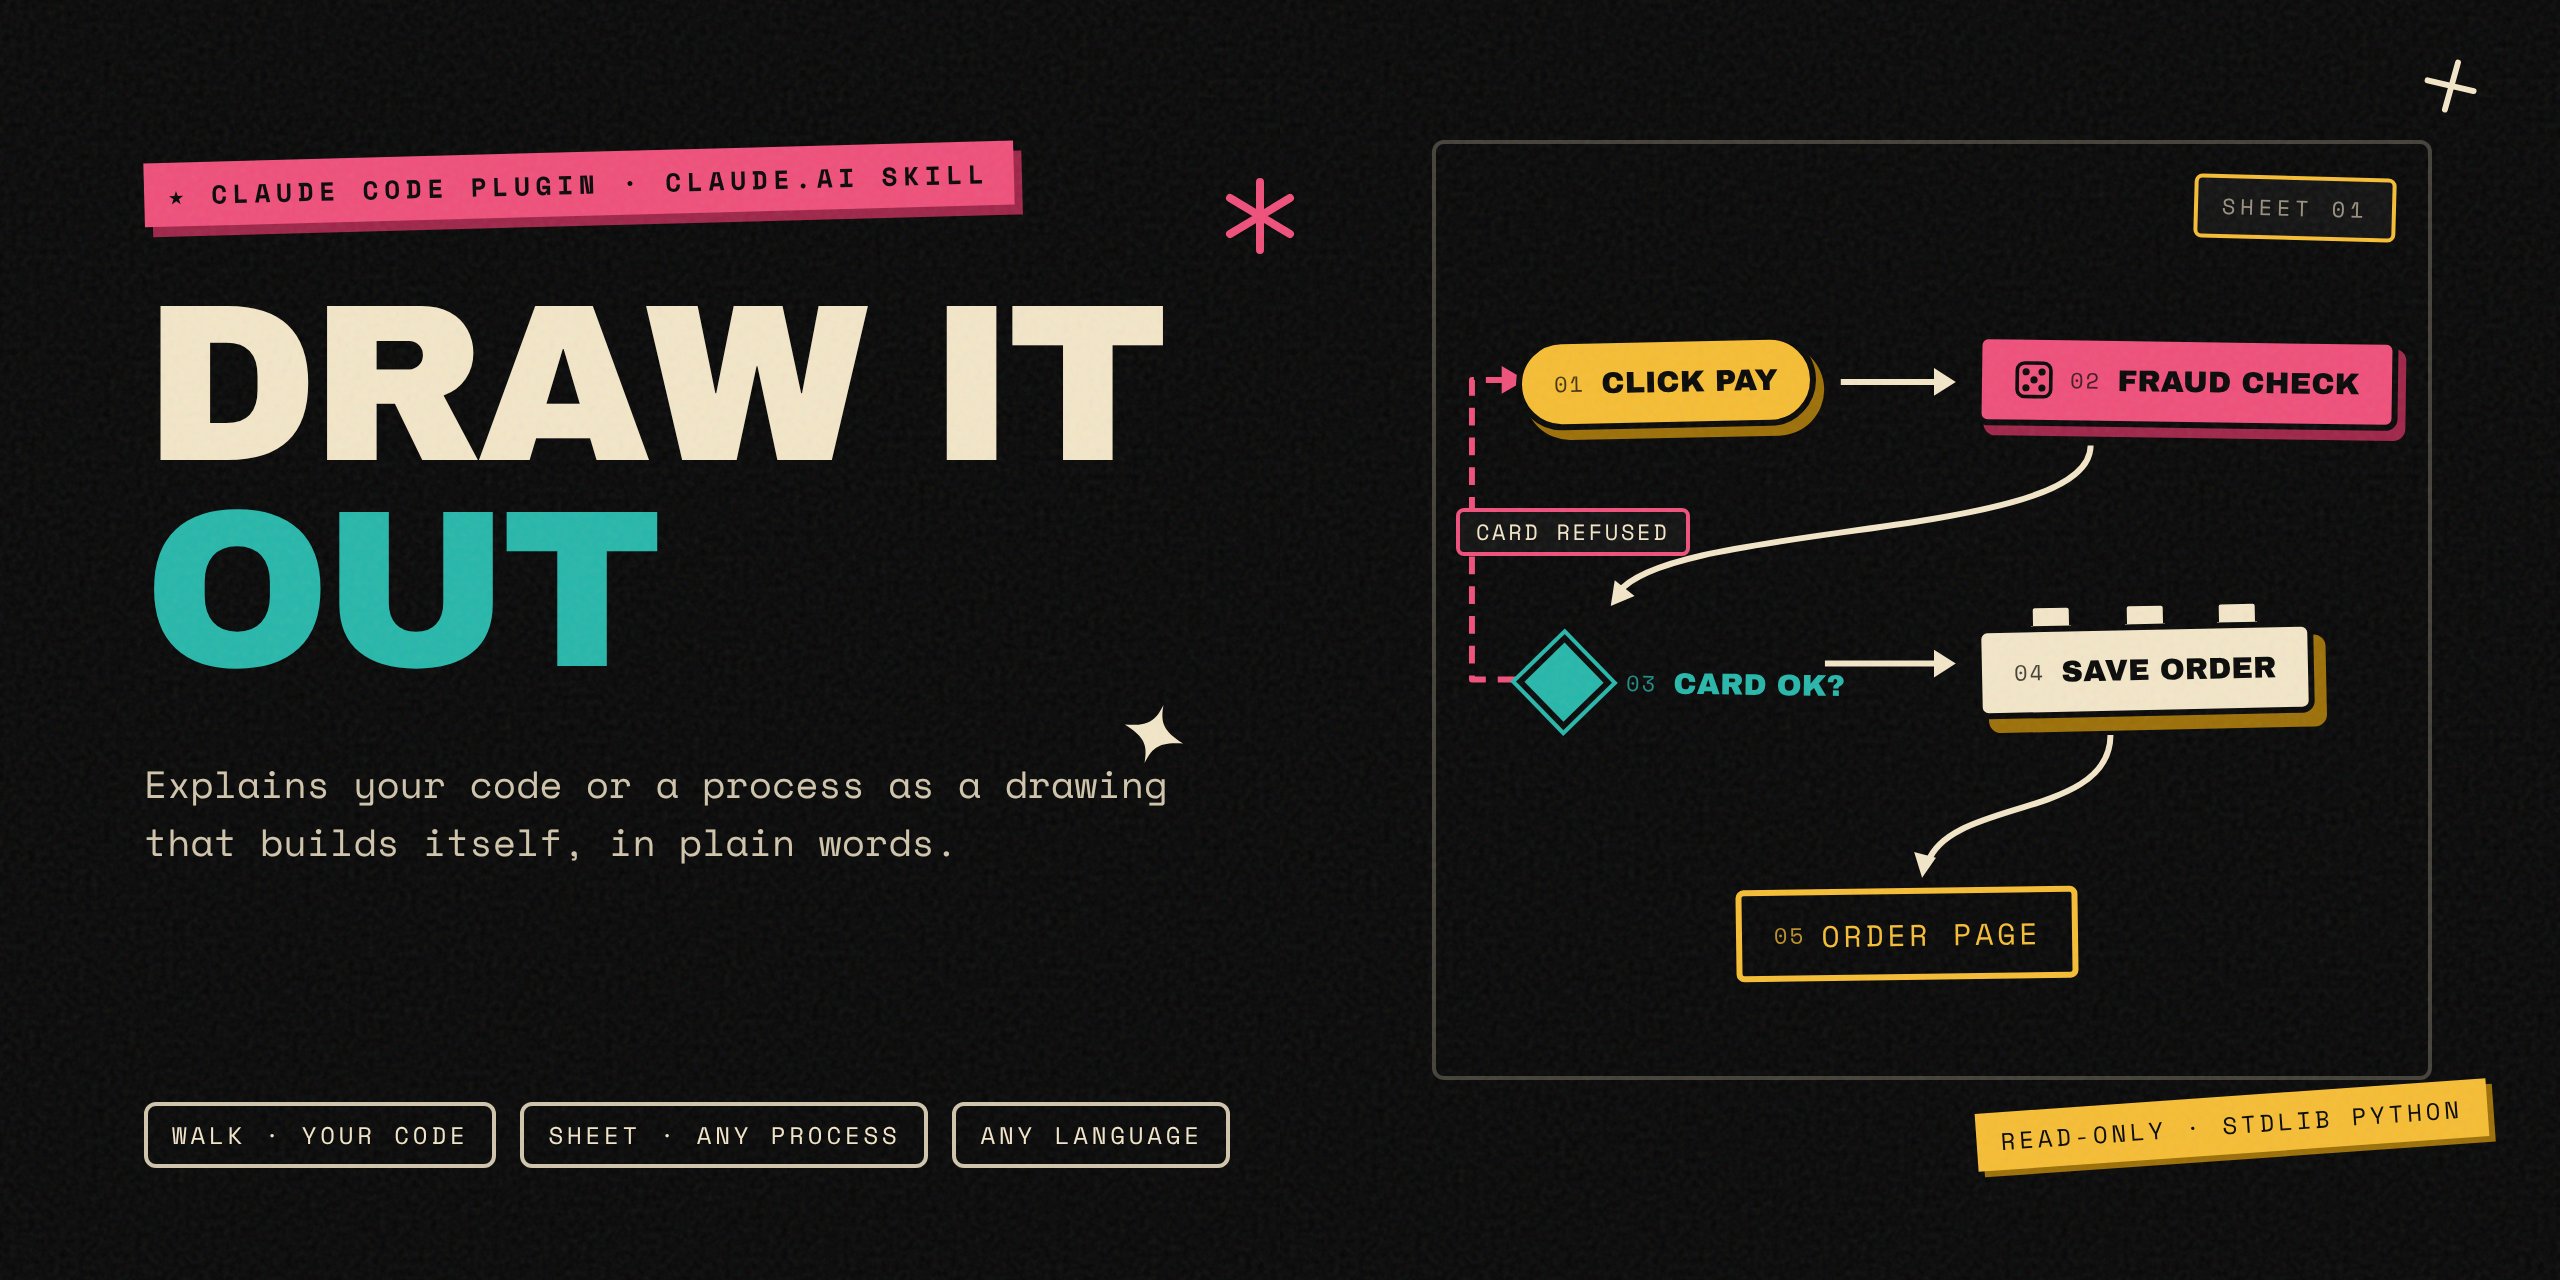 ★ CLAUDE CODE PLUGIN · CLAUDE.AI SKILL
DRAW IT
OUT
Explains your code or a process as a drawing
that builds itself, in plain words.
WALK · YOUR CODE
SHEET · ANY PROCESS
ANY LANGUAGE
SHEET 01
01 CLICK PAY
02 FRAUD CHECK
CARD REFUSED
03 CARD OK?
04 SAVE ORDER
05 ORDER PAGE
READ-ONLY · STDLIB PYTHON